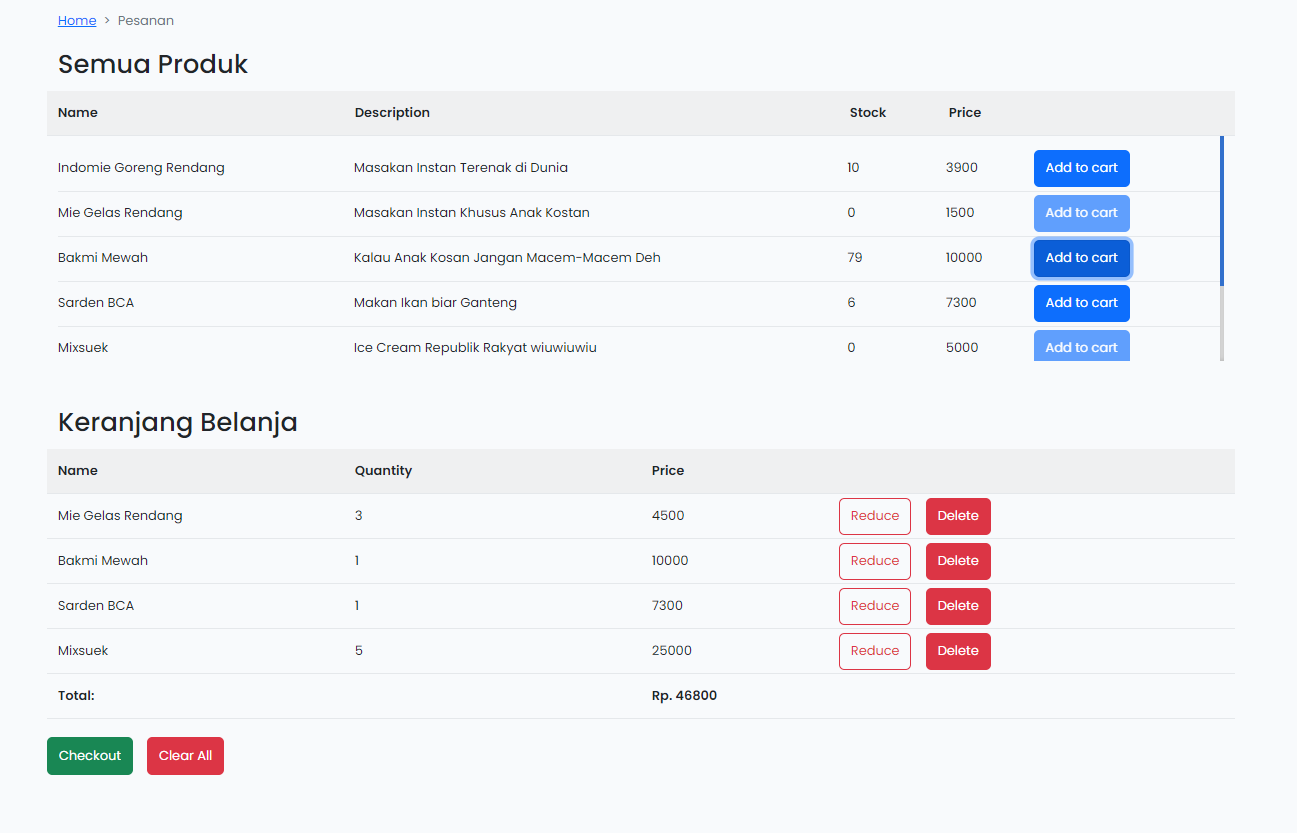 Home > Pesanan
Semua Produk
Name Description Stock Price
Indomie Goreng Rendang Masakan Instan Terenak di Dunia 10 3900 Add to cart
Mie Gelas Rendang Masakan Instan Khusus Anak Kostan 0 1500 Add to cart
Bakmi Mewah Kalau Anak Kosan Jangan Macem-Macem Deh 79 10000 Add to cart
Sarden BCA Makan Ikan biar Ganteng 6 7300 Add to cart
Mixsuek Ice Cream Republik Rakyat wiuwiuwiu 0 5000 Add to cart
Keranjang Belanja
Name Quantity Price
Mie Gelas Rendang 3 4500 Reduce Delete
Bakmi Mewah 1 10000 Reduce Delete
Sarden BCA 1 7300 Reduce Delete
Mixsuek 5 25000 Reduce Delete
Total: Rp. 46800
Checkout Clear All